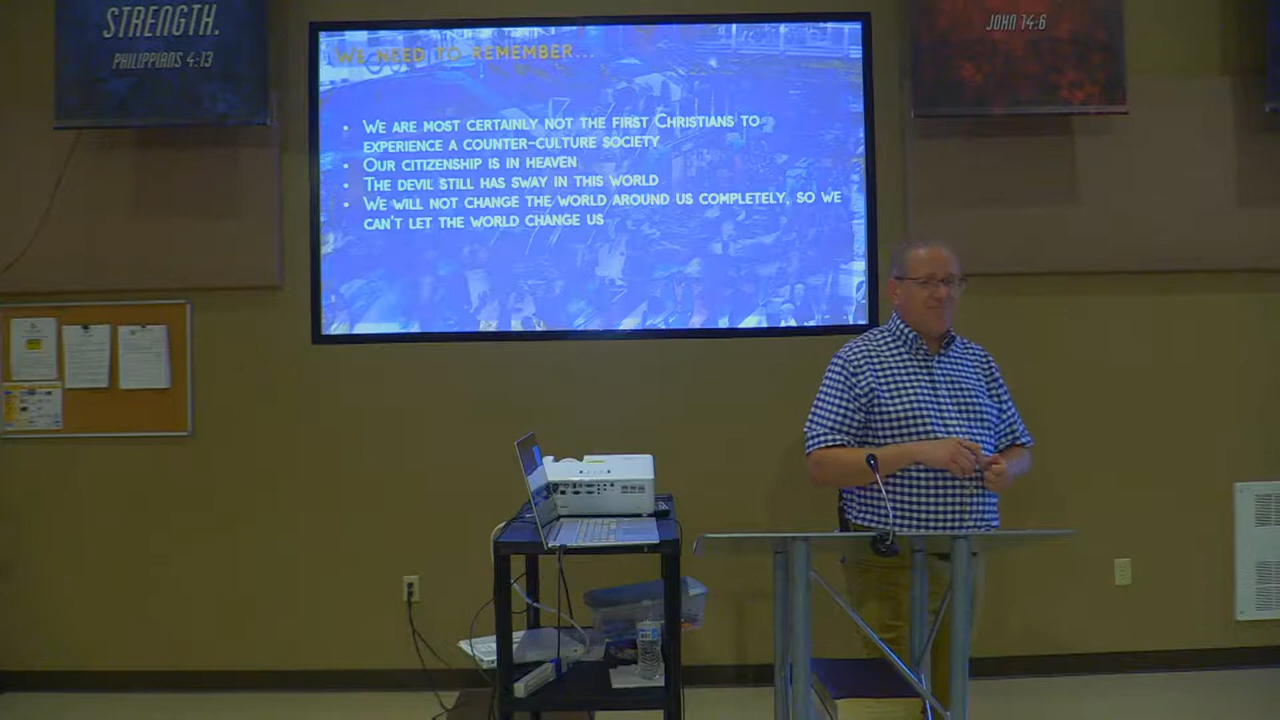 STRENGTH.
PHILIPPIANS 4:13
JOHN 14:6
WE NEED TO REMEMBER...
• WE ARE MOST CERTAINLY NOT THE FIRST CHRISTIANS TO
EXPERIENCE A COUNTER-CULTURE SOCIETY
• OUR CITIZENSHIP IS IN HEAVEN
• THE DEVIL STILL HAS SWAY IN THIS WORLD
• WE WILL NOT CHANGE THE WORLD AROUND US COMPLETELY, SO WE
CAN'T LET THE WORLD CHANGE US